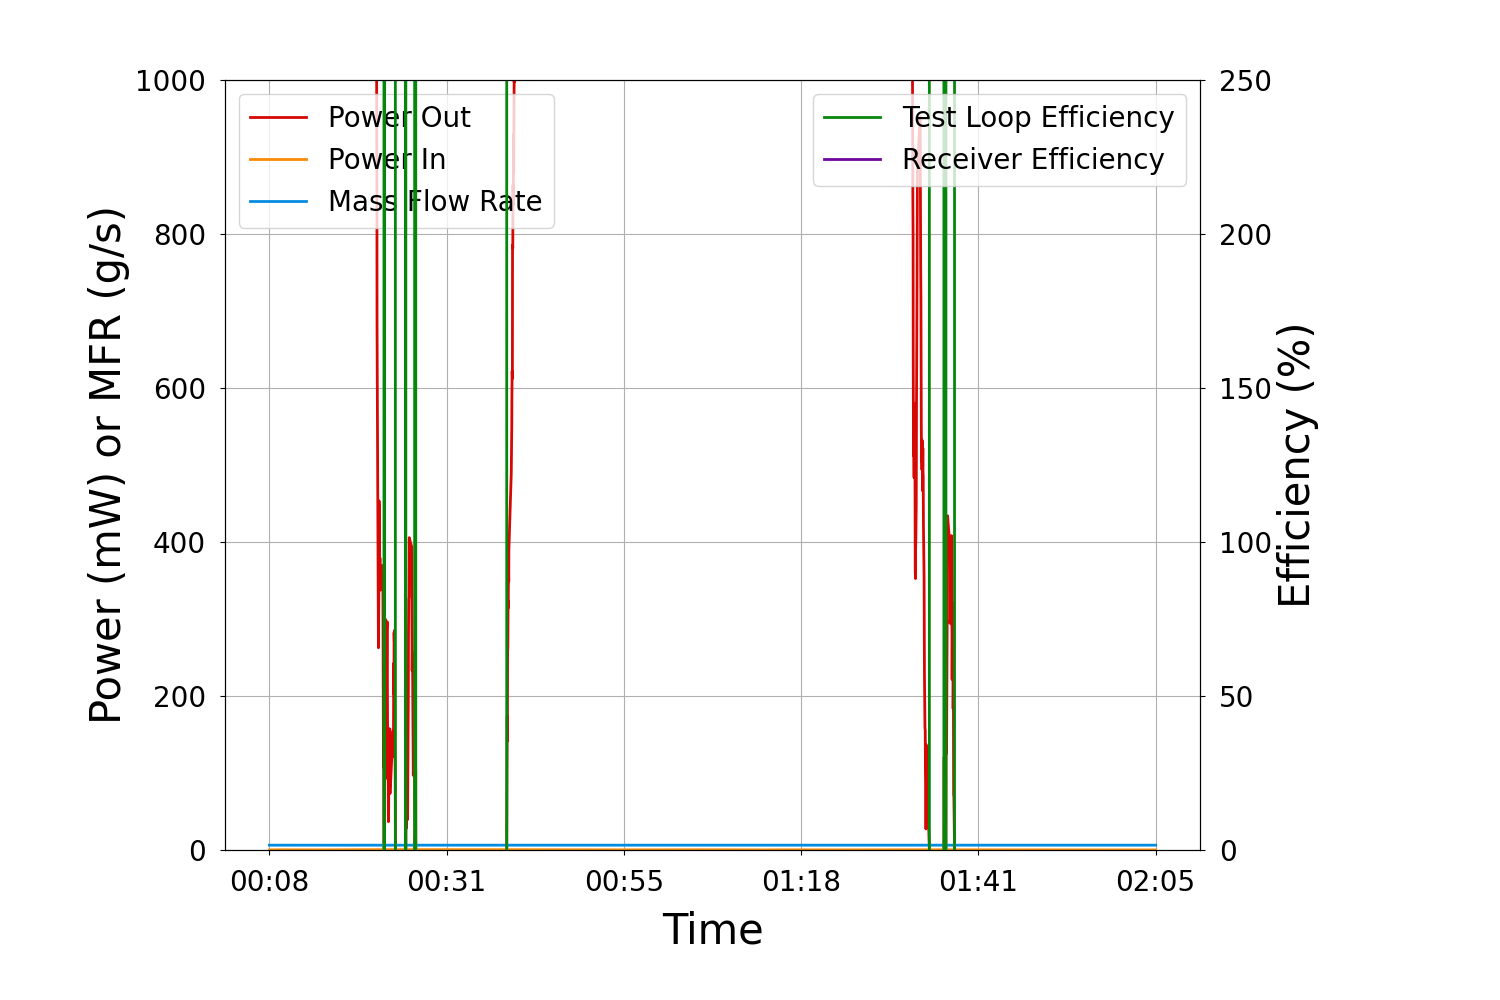 1000
800
600
400
200
0
Power (mW) or MFR (g/s)
Power Out
Power In
Mass Flow Rate
Test Loop Efficiency
Receiver Efficiency
250
200
150
100
50
0
Efficiency (%)
00:08 00:31 00:55 01:18 01:41 02:05
Time